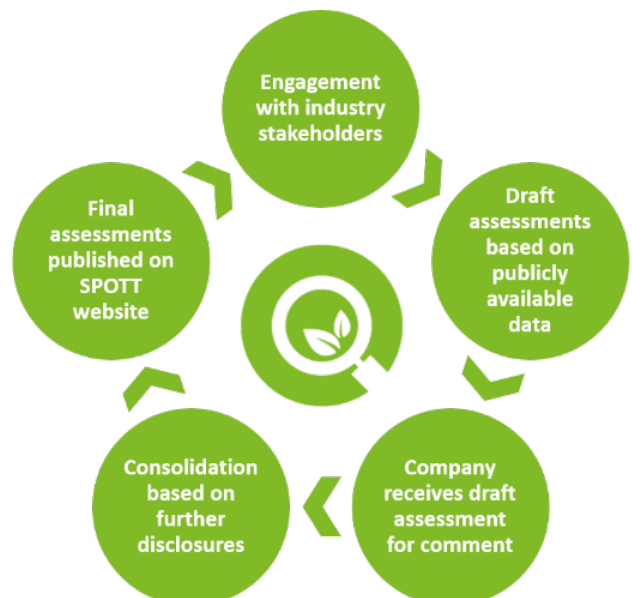 Engagement
with industry
stakeholders
Draft
assessments
based on
publicly
available
data
Company
receives draft
assessment
for comment
Consolidation
based on
further
disclosures
Final
assessments
published on
SPOTT
website